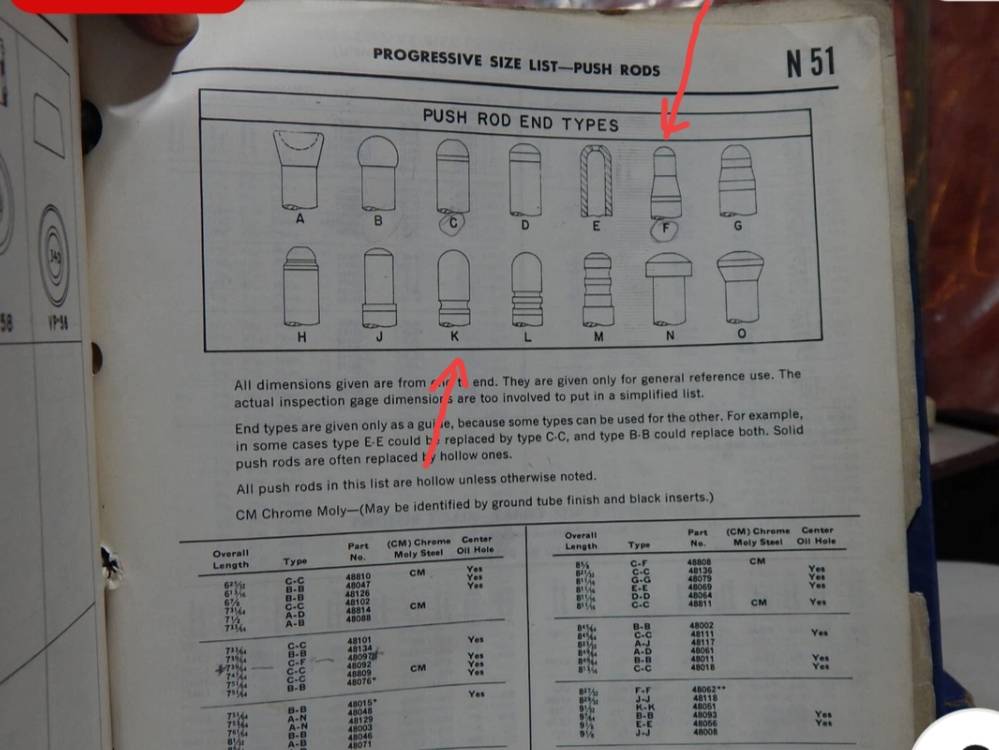 PROGRESSIVE SIZE LIST—PUSH RODS
N 51
PUSH ROD END TYPES
A B C D E F G
H J K L M N O
340
58 VP-58
All dimensions given are from end. They are given only for general reference use. The
actual inspection gage dimensions are too involved to put in a simplified list.
End types are given only as a guide, because some types can be used for the other. For example,
in some cases type E-E could be replaced by type C-C, and type B-B could replace both. Solid
push rods are often replaced by hollow ones.
All push rods in this list are hollow unless otherwise noted.
CM Chrome Moly—(May be identified by ground tube finish and black inserts.)
Overall Length Type Part No. (CM) Chrome Moly Steel Center Oil Hole
C-C 48810 CM Yes
B-B 48047 Yes
B-B 48126 Yes
C-C 48102
A-D 48814 CM
A-B 48088
C-C 48101 Yes
B-B 48134
C-F 48097 Yes
C-C 48092 Yes
C-C 48809 CM Yes
B-B 48076* Yes
48015* Yes
B-B 48048
A-N 48129
A-N 48003
B-B 48046
A-B 48071
Overall Length Type Part No. (CM) Chrome Moly Steel Center Oil Hole
C-F 48808 CM
C-C 48136 Yes
G-G 48079 Yes
E-E 48069 Yes
D-D 48064
C-C 48811 CM Yes
B-B 48002
C-C 48111 Yes
A-J 48117
A-D 48061
B-B 48011 Yes
C-C 48018 Yes
F-F 48062**
J-J 48118
K-K 48051
B-B 48093 Yes
E-E 48056 Yes
J-J 48008